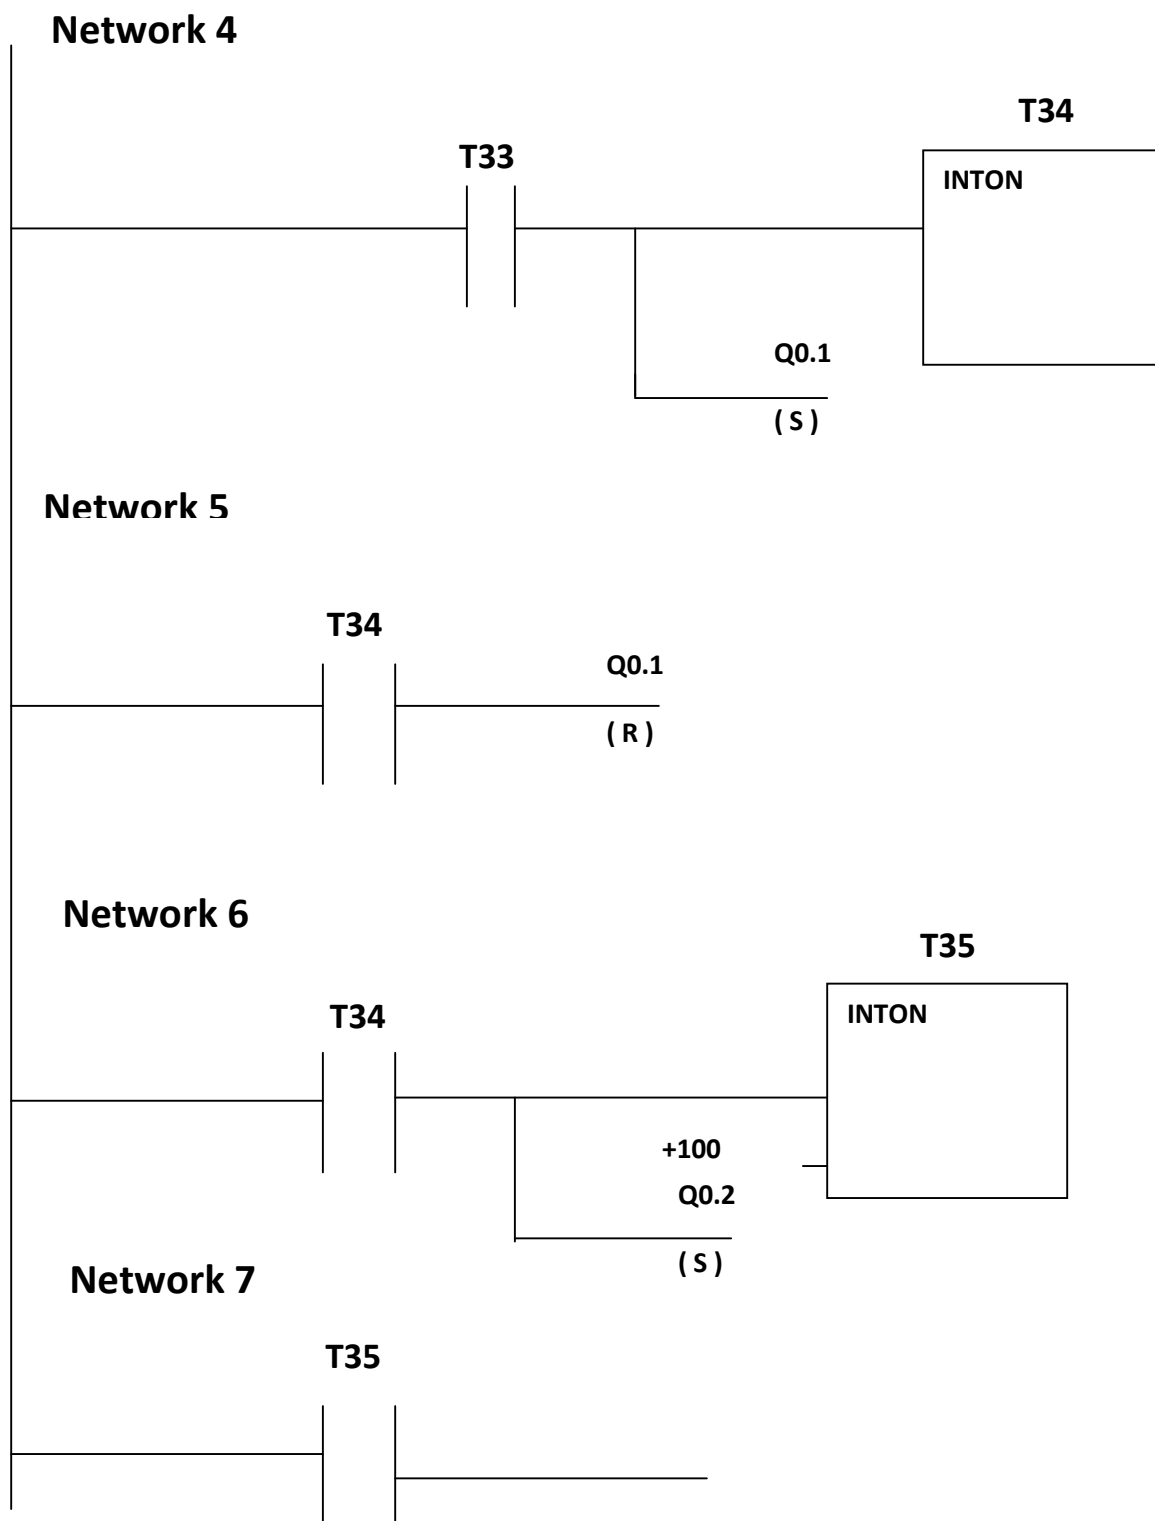 Network 4
T34
T33
INTON
Q0.1
( S )
Network 5
T34
Q0.1
( R )
Network 6
T35
T34
INTON
+100
Q0.2
( S )
Network 7
T35